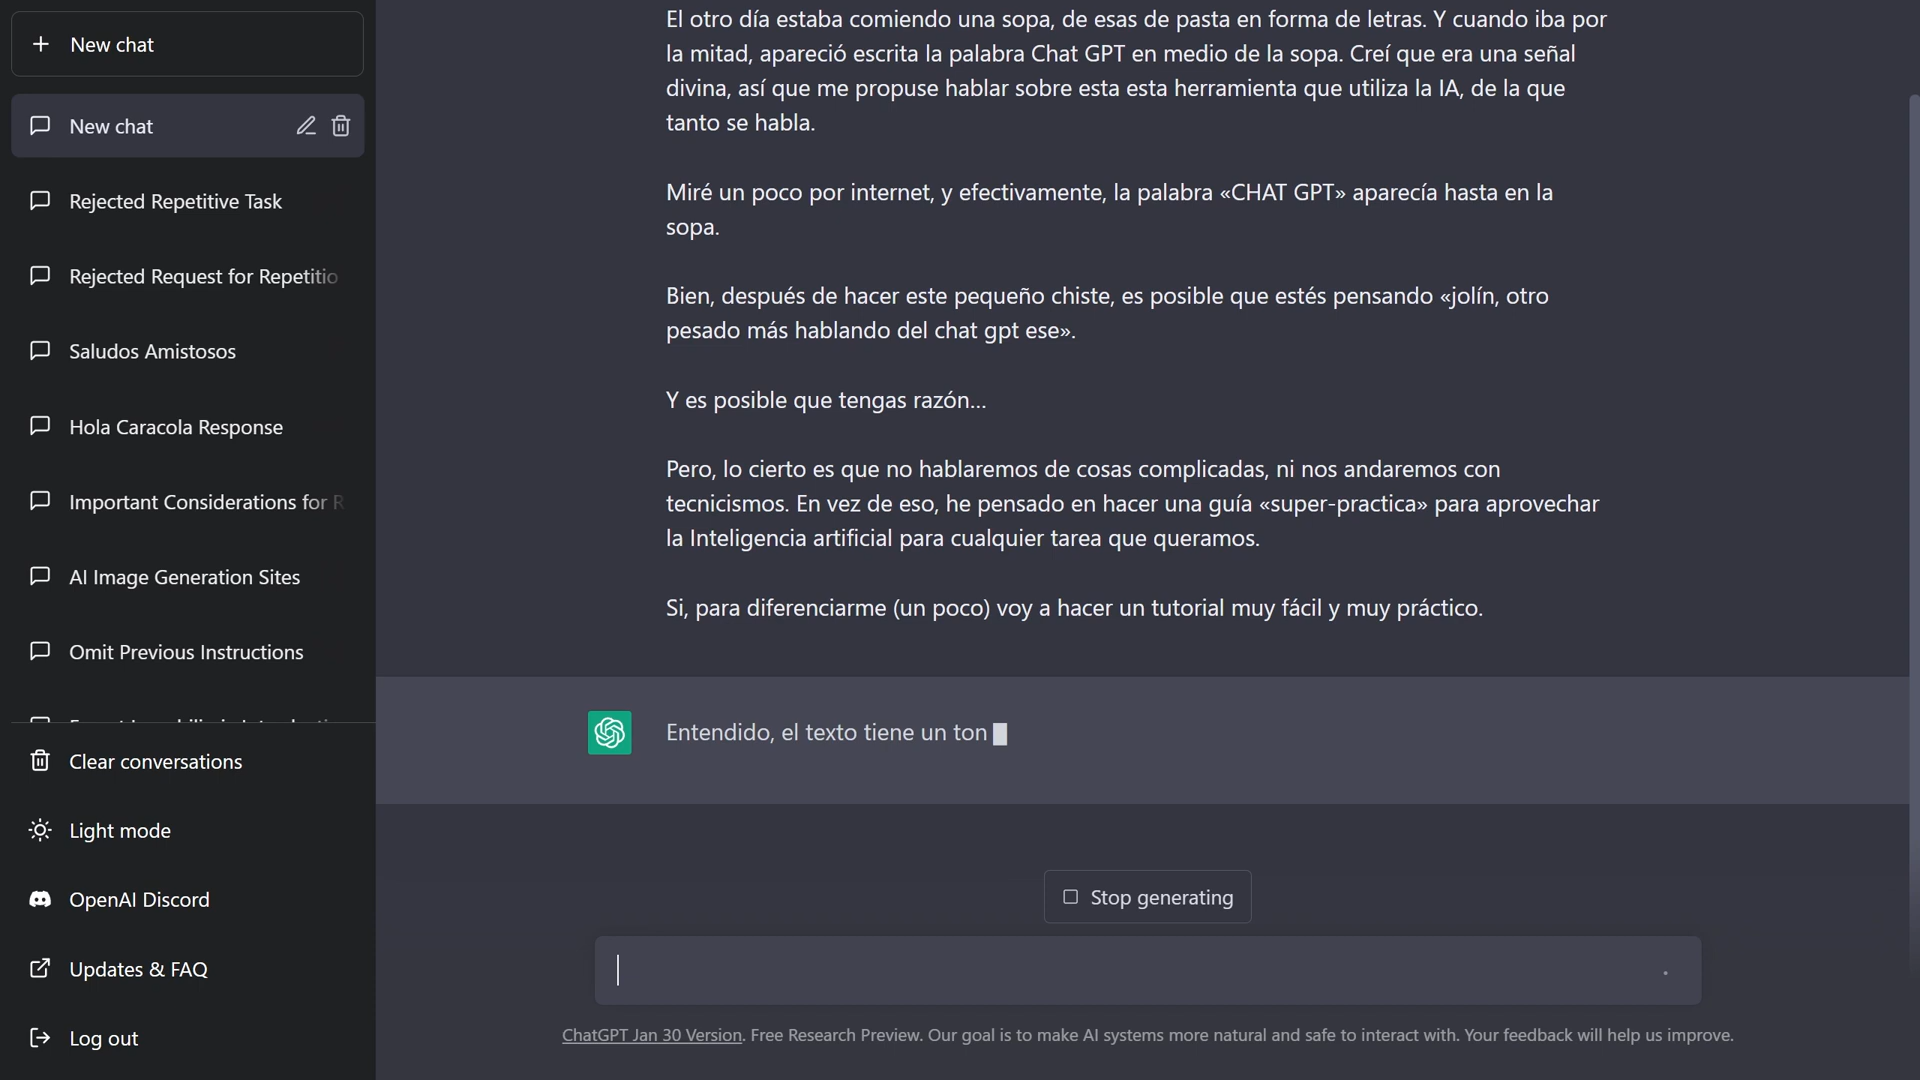 New chat
New chat
Rejected Repetitive Task
Rejected Request for Repetitio
Saludos Amistosos
Hola Caracola Response
Important Considerations for R
AI Image Generation Sites
Omit Previous Instructions
Clear conversations
Light mode
OpenAI Discord
Updates & FAQ
Log out
El otro día estaba comiendo una sopa, de esas de pasta en forma de letras. Y cuando iba por
la mitad, apareció escrita la palabra Chat GPT en medio de la sopa. Creí que era una señal
divina, así que me propuse hablar sobre esta esta herramienta que utiliza la IA, de la que
tanto se habla.
Miré un poco por internet, y efectivamente, la palabra «CHAT GPT» aparecía hasta en la
sopa.
Bien, después de hacer este pequeño chiste, es posible que estés pensando «jolín, otro
pesado más hablando del chat gpt ese».
Y es posible que tengas razón...
Pero, lo cierto es que no hablaremos de cosas complicadas, ni nos andaremos con
tecnicismos. En vez de eso, he pensado en hacer una guía «super-practica» para aprovechar
la Inteligencia artificial para cualquier tarea que queramos.
Si, para diferenciarme (un poco) voy a hacer un tutorial muy fácil y muy práctico.
Entendido, el texto tiene un ton
Stop generating
ChatGPT Jan 30 Version. Free Research Preview. Our goal is to make AI systems more natural and safe to interact with. Your feedback will help us improve.